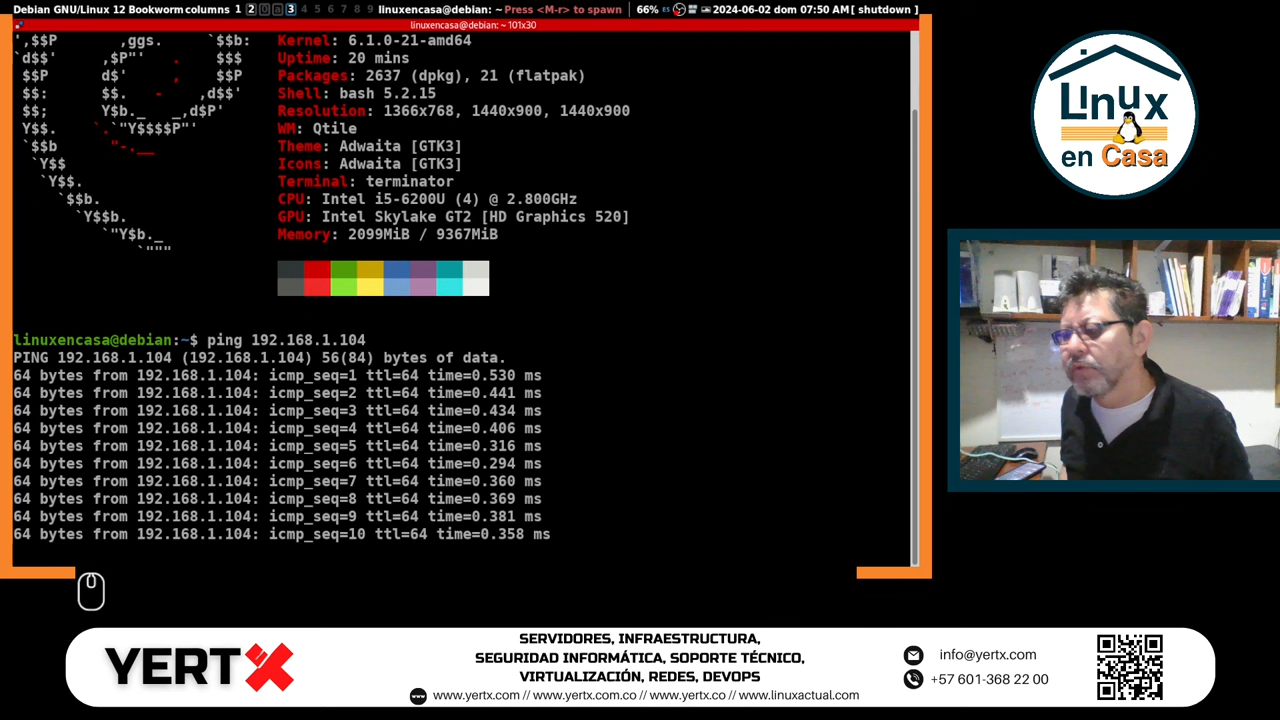 Debian GNU/Linux 12 Bookworm columns 1 2 3 4 5 6 7 8 9 linuxencasa@debian: ~ Press <M-r> to spawn 66% ES 2024-06-02 dom 07:50 AM [ shutdown ]
linuxencasa@debian: ~ 101x30
',$$P ,ggs. `$$b: Kernel: 6.1.0-21-amd64
`d$$' ,$P"' . $$$ Uptime: 20 mins
$$P d$' , $$P Packages: 2637 (dpkg), 21 (flatpak)
$$: $$. - ,d$$' Shell: bash 5.2.15
$$; Y$b._ _,d$P' Resolution: 1366x768, 1440x900, 1440x900
Y$$. `.`"Y$$$$P"' WM: Qtile
`$$b "-.__ Theme: Adwaita [GTK3]
`Y$$ Icons: Adwaita [GTK3]
`Y$$. Terminal: terminator
`$$b. CPU: Intel i5-6200U (4) @ 2.800GHz
`Y$$b. GPU: Intel Skylake GT2 [HD Graphics 520]
`"Y$b._ Memory: 2099MiB / 9367MiB
`"""
linuxencasa@debian:~$ ping 192.168.1.104
PING 192.168.1.104 (192.168.1.104) 56(84) bytes of data.
64 bytes from 192.168.1.104: icmp_seq=1 ttl=64 time=0.530 ms
64 bytes from 192.168.1.104: icmp_seq=2 ttl=64 time=0.441 ms
64 bytes from 192.168.1.104: icmp_seq=3 ttl=64 time=0.434 ms
64 bytes from 192.168.1.104: icmp_seq=4 ttl=64 time=0.406 ms
64 bytes from 192.168.1.104: icmp_seq=5 ttl=64 time=0.316 ms
64 bytes from 192.168.1.104: icmp_seq=6 ttl=64 time=0.294 ms
64 bytes from 192.168.1.104: icmp_seq=7 ttl=64 time=0.360 ms
64 bytes from 192.168.1.104: icmp_seq=8 ttl=64 time=0.369 ms
64 bytes from 192.168.1.104: icmp_seq=9 ttl=64 time=0.381 ms
64 bytes from 192.168.1.104: icmp_seq=10 ttl=64 time=0.358 ms
Linux
en Casa
YERTX
SERVIDORES, INFRAESTRUCTURA,
SEGURIDAD INFORMÁTICA, SOPORTE TÉCNICO,
VIRTUALIZACIÓN, REDES, DEVOPS
www.yertx.com // www.yertx.com.co // www.yertx.co // www.linuxactual.com
info@yertx.com
+57 601-368 22 00